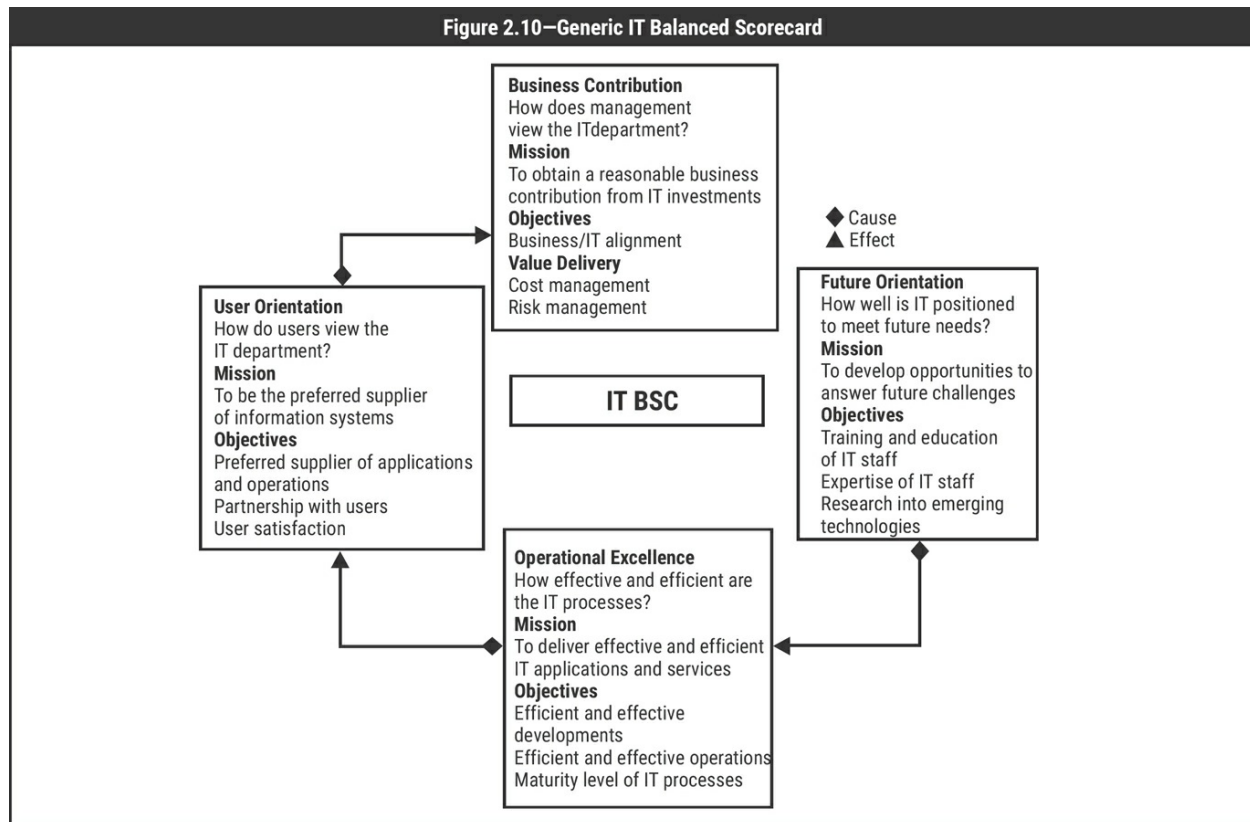 Figure 2.10—Generic IT Balanced Scorecard
Business Contribution
How does management
view the ITdepartment?
Mission
To obtain a reasonable business
contribution from IT investments
Objectives
Business/IT alignment
Value Delivery
Cost management
Risk management
Cause
Effect
User Orientation
How do users view the
IT department?
Mission
To be the preferred supplier
of information systems
Objectives
Preferred supplier of applications
and operations
Partnership with users
User satisfaction
IT BSC
Future Orientation
How well is IT positioned
to meet future needs?
Mission
To develop opportunities to
answer future challenges
Objectives
Training and education
of IT staff
Expertise of IT staff
Research into emerging
technologies
Operational Excellence
How effective and efficient are
the IT processes?
Mission
To deliver effective and efficient
IT applications and services
Objectives
Efficient and effective
developments
Efficient and effective operations
Maturity level of IT processes